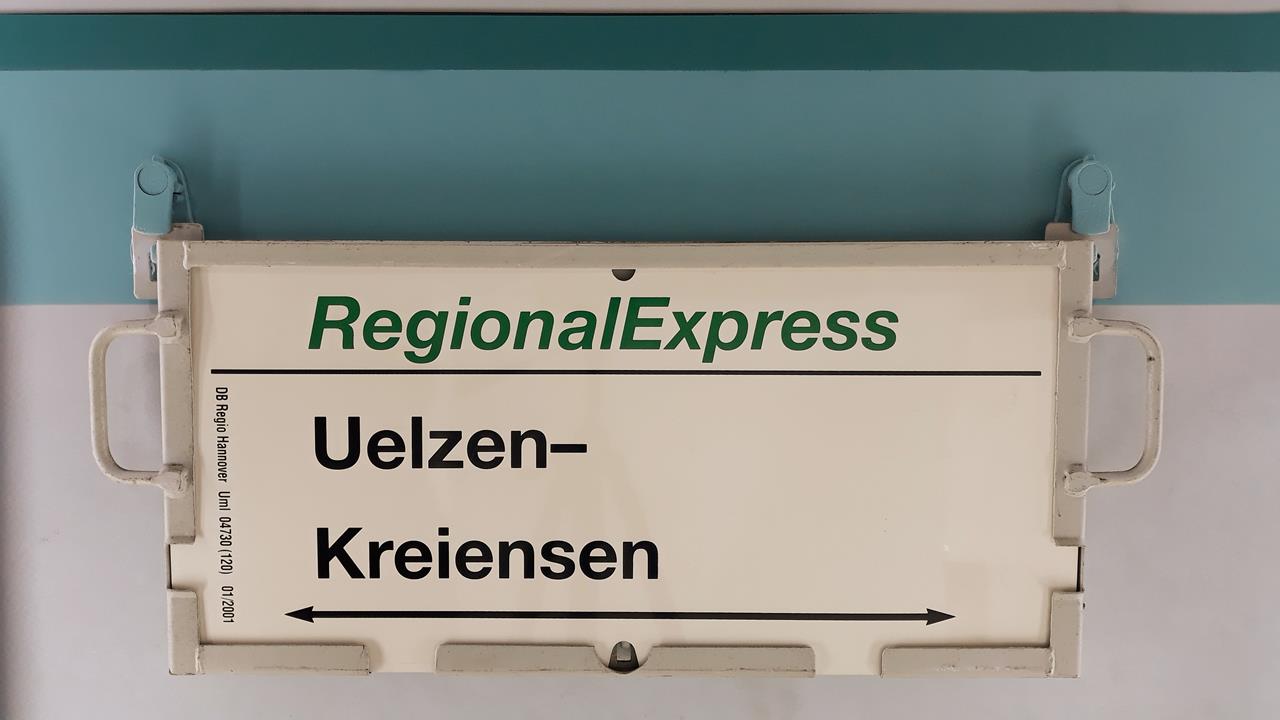 RegionalExpress
Uelzen–
Kreiensen
DB Regio Hannover Uml 04730 (120) 01/2001